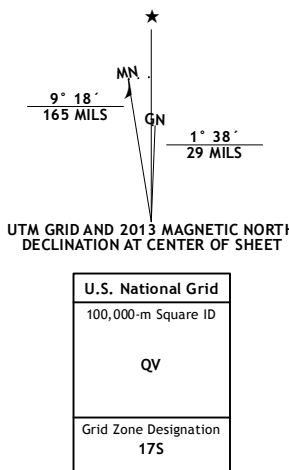 ★
MN
GN
9° 18´
165 MILS
1° 38´
29 MILS
UTM GRID AND 2013 MAGNETIC NORTH
DECLINATION AT CENTER OF SHEET
U.S. National Grid
100,000-m Square ID
QV
Grid Zone Designation
17S